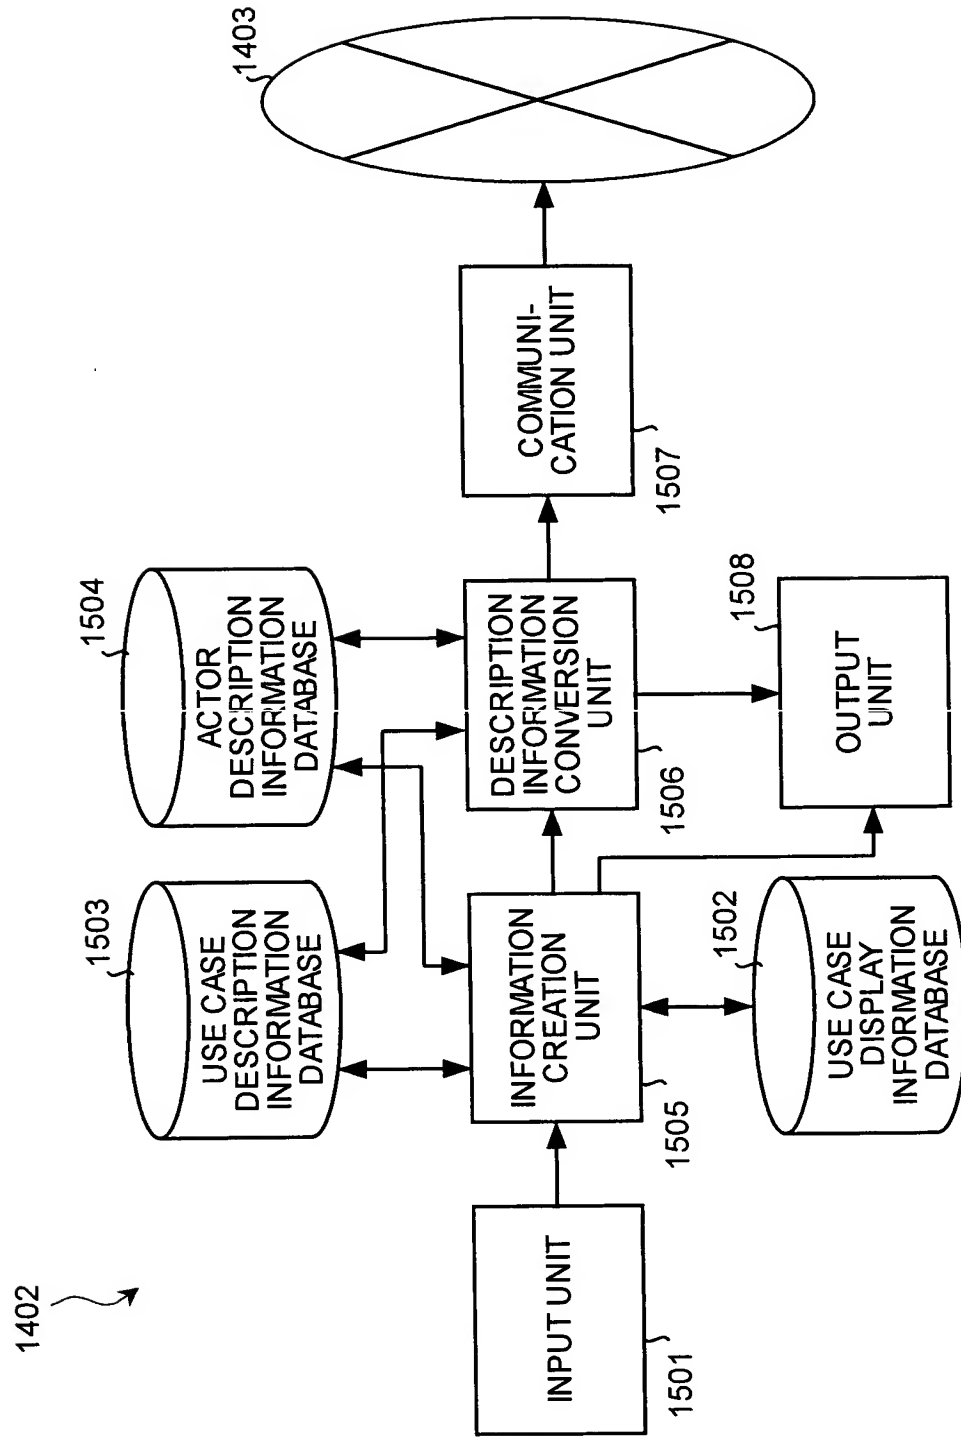 1402
1503
USE CASE
DESCRIPTION
INFORMATION
DATABASE
1504
ACTOR
DESCRIPTION
INFORMATION
DATABASE
1403
INPUT UNIT
1501
INFORMATION
CREATION
UNIT
1505
DESCRIPTION
INFORMATION
CONVERSION
UNIT
1506
COMMUNI-
CATION UNIT
1507
1502
USE CASE
DISPLAY
INFORMATION
DATABASE
1508
OUTPUT
UNIT